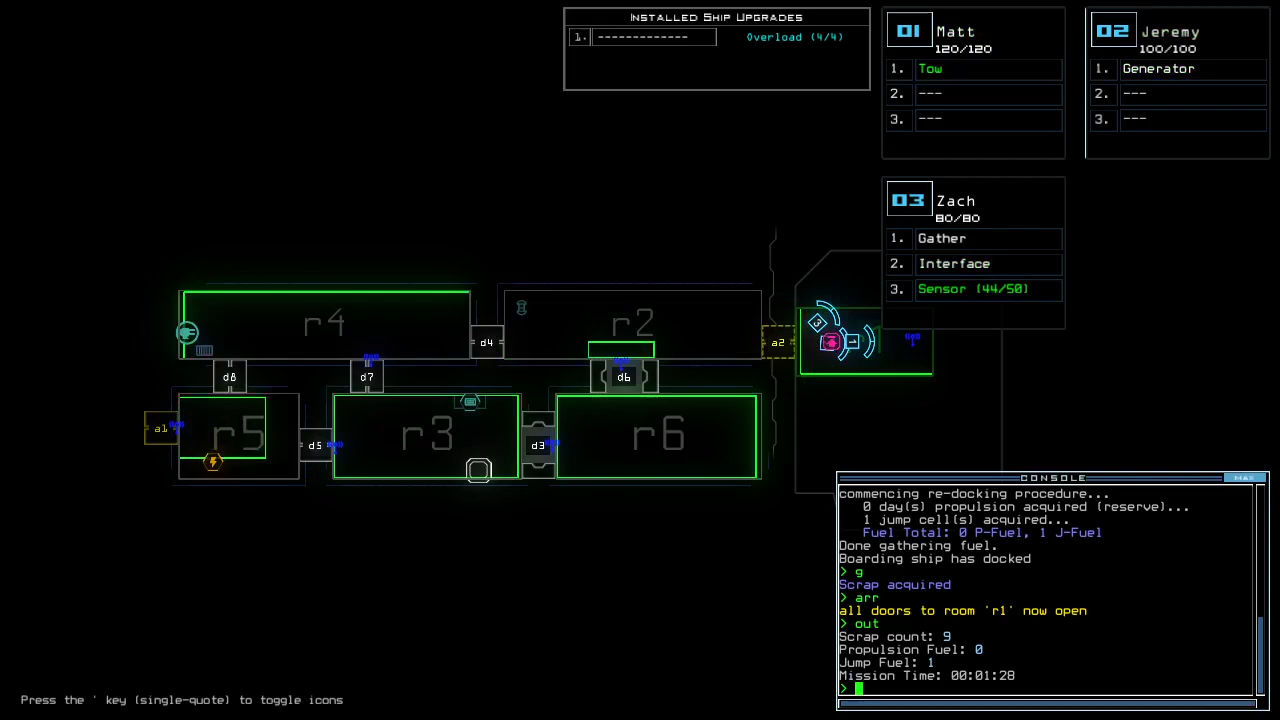 Installed Ship Upgrades
1. -------------
Overload (4/4)
01 Matt
120/120
1. Tow
2. ---
3. ---
02 Jeremy
100/100
1. Generator
2. ---
3. ---
03 Zach
80/80
1. Gather
2. Interface
3. Sensor (44/50)
r4
r2
d4
a2
3
1
d8
d7
d6
a1
r5
d5
r3
d3
r6
CONSOLE
MAX
commencing re-docking procedure...
0 day(s) propulsion acquired (reserve)...
1 jump cell(s) acquired...
Fuel Total: 0 P-Fuel, 1 J-Fuel
Done gathering fuel.
Boarding ship has docked
> g
Scrap acquired
> arr
all doors to room 'r1' now open
> out
Scrap count: 9
Propulsion Fuel: 0
Jump Fuel: 1
Mission Time: 00:01:28
>
Press the ' key (single-quote) to toggle icons